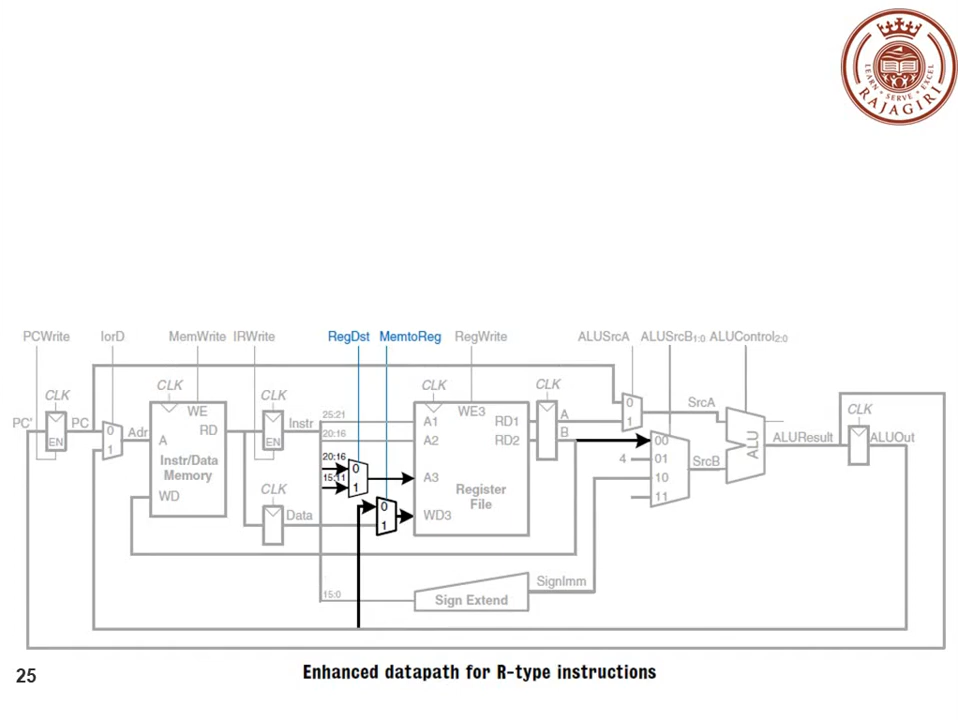 LEARN • SERVE • EXCEL
RAJAGIRI
PCWrite IorD MemWrite IRWrite RegDst MemtoReg RegWrite ALUSrcA ALUSrcB1:0 ALUControl2:0
CLK CLK CLK CLK CLK CLK
PC' EN PC 0 1 Adr A WE RD Instr/Data Memory WD
EN Instr
CLK Data
25:21 A1
20:16 A2
20:16 0
15:11 1
A3
0 1 WD3
WE3 RD1 RD2 Register File
A
B
0 1 SrcA
00
4 01
10
11
SrcB ALU ALUResult ALUOut
15:0 Sign Extend SignImm
25 Enhanced datapath for R-type instructions